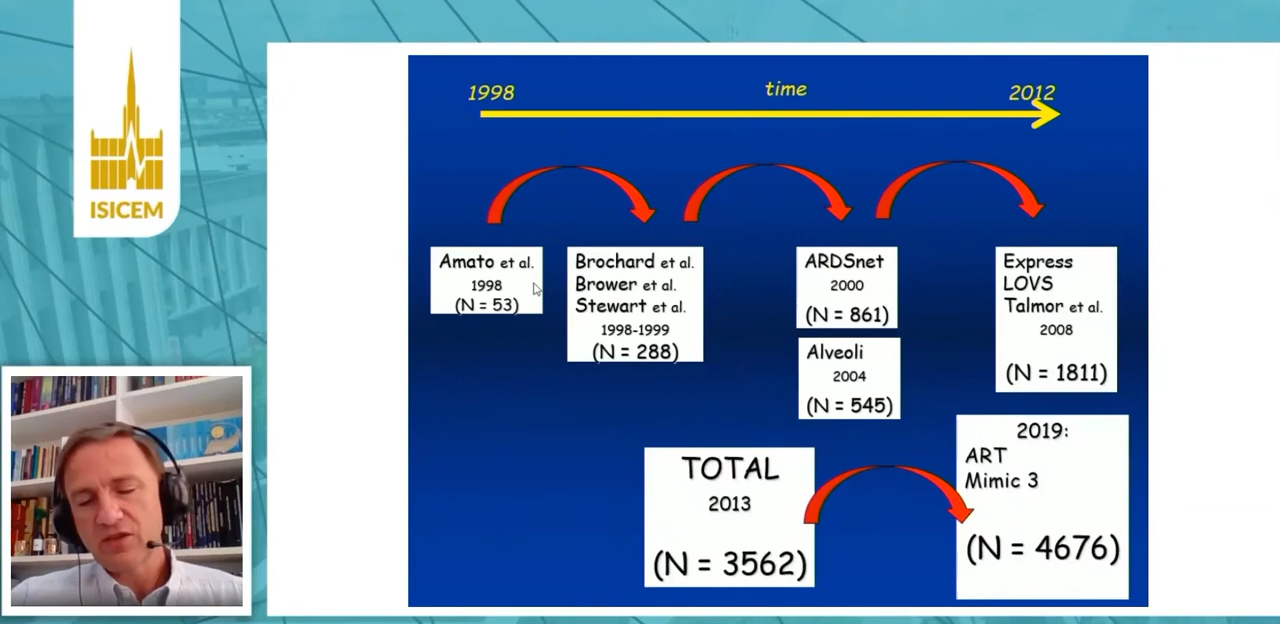 ISICEM
1998
time
2012
Amato et al.
1998
(N = 53)
Brochard et al.
Brower et al.
Stewart et al.
1998-1999
(N = 288)
ARDSnet
2000
(N = 861)
Alveoli
2004
(N = 545)
Express
LOVS
Talmor et al.
2008
(N = 1811)
TOTAL
2013
(N = 3562)
2019:
ART
Mimic 3
(N = 4676)